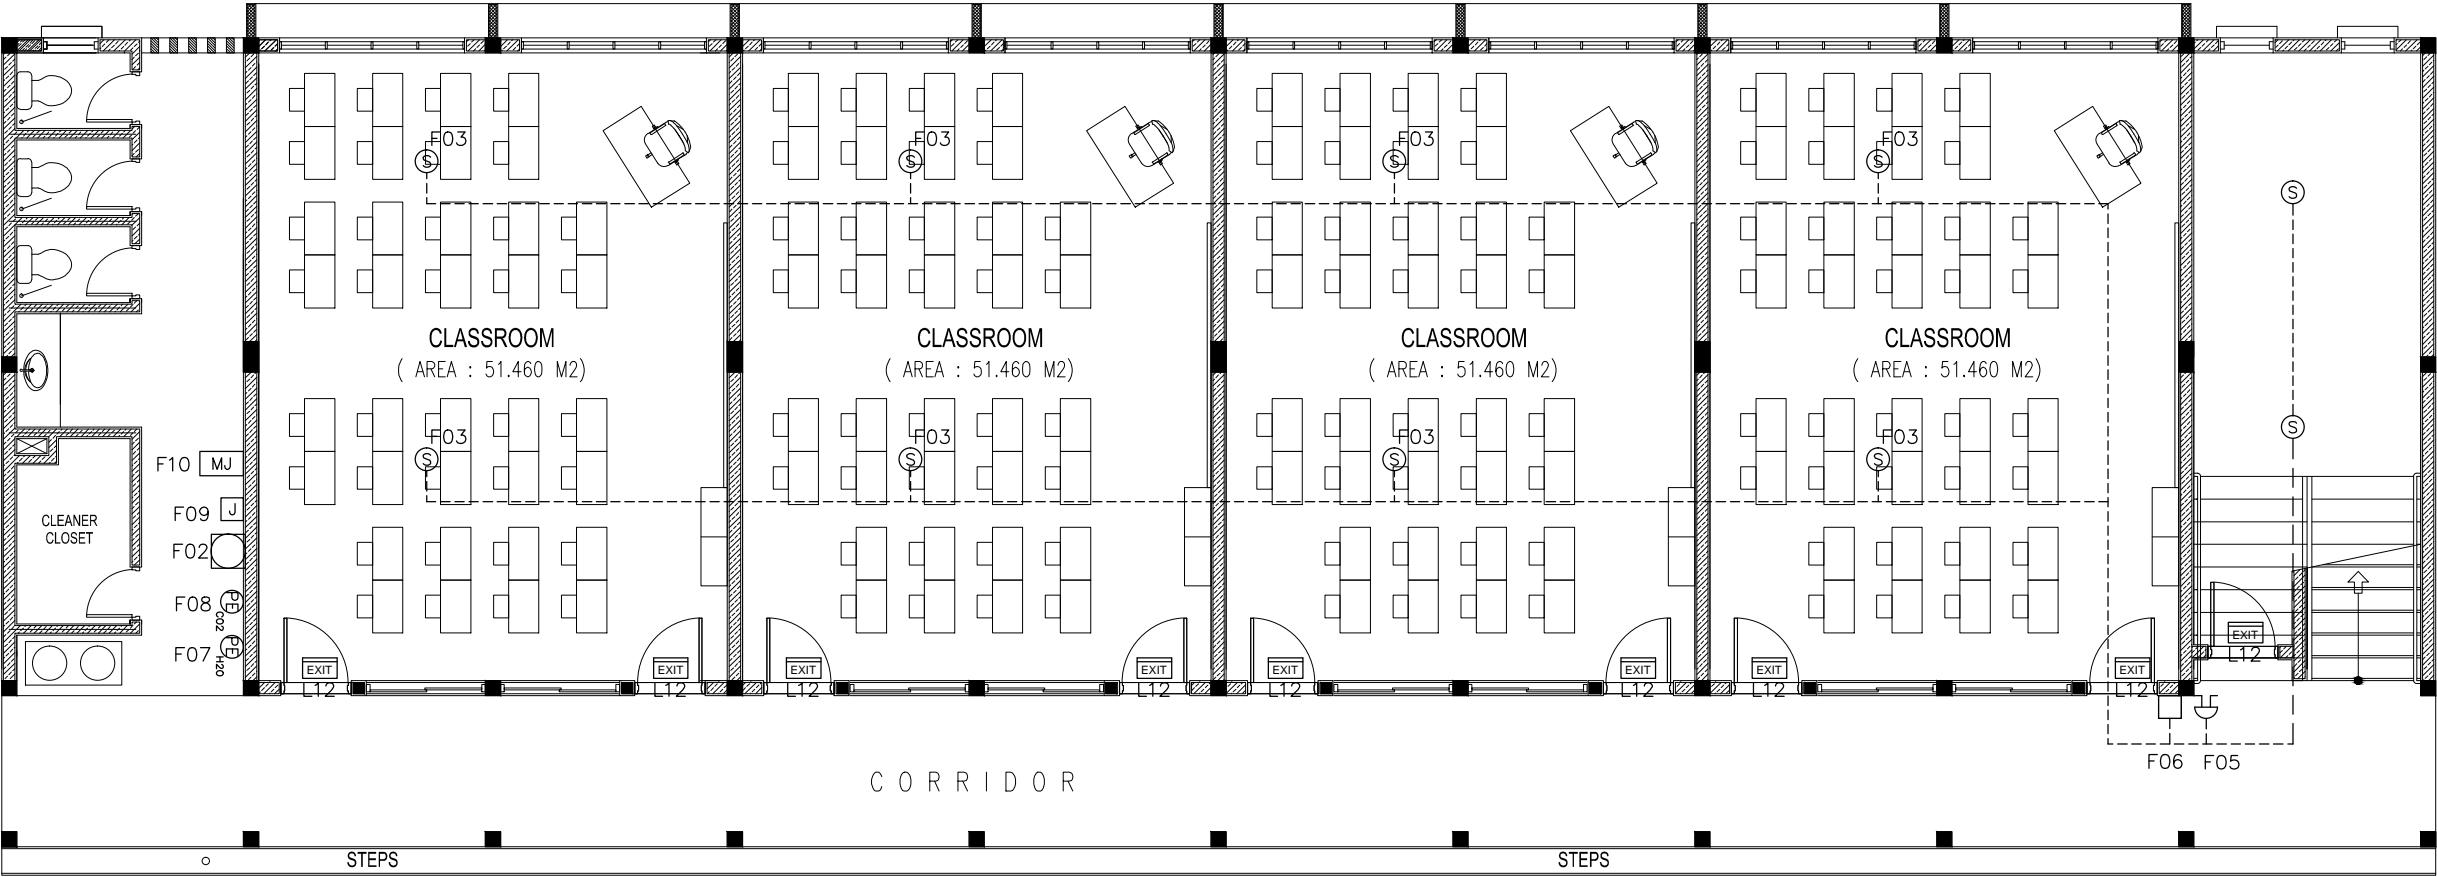 F03 F03 F03 F03
S S S S
S
CLASSROOM CLASSROOM CLASSROOM CLASSROOM
( AREA : 51.460 M2) ( AREA : 51.460 M2) ( AREA : 51.460 M2) ( AREA : 51.460 M2)
S
F03 F03 F03 F03
S S S S
F10 MJ
F09 J
CLEANER
CLOSET
F02
F08 PE
CO2
F07 PE
H2O
EXIT
L12
EXIT EXIT EXIT EXIT EXIT EXIT EXIT EXIT
L12 L12 L12 L12 L12 L12 L12 L12
F06 F05
CORRIDOR
STEPS STEPS